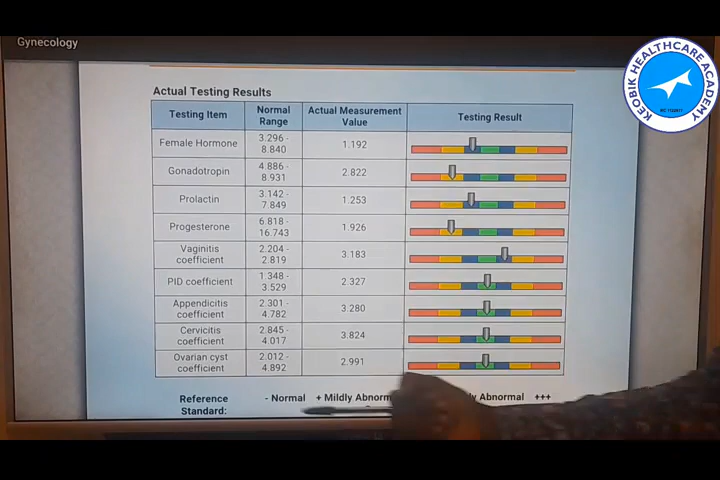 Gynecology
KEOBIK HEALTHCARE ACADEMY
Actual Testing Results
Testing Item Normal Range Actual Measurement Value Testing Result
Female Hormone 3.296 - 8.840 1.192
Gonadotropin 4.886 - 8.931 2.822
Prolactin 3.142 - 7.849 1.253
Progesterone 6.818 - 16.743 1.926
Vaginitis coefficient 2.204 - 2.819 3.183
PID coefficient 1.348 - 3.529 2.327
Appendicitis coefficient 2.301 - 4.782 3.280
Cervicitis coefficient 2.845 - 4.017 3.824
Ovarian cyst coefficient 2.012 - 4.892 2.991
Reference Standard: - Normal + Mildly Abnorm Abnormal +++